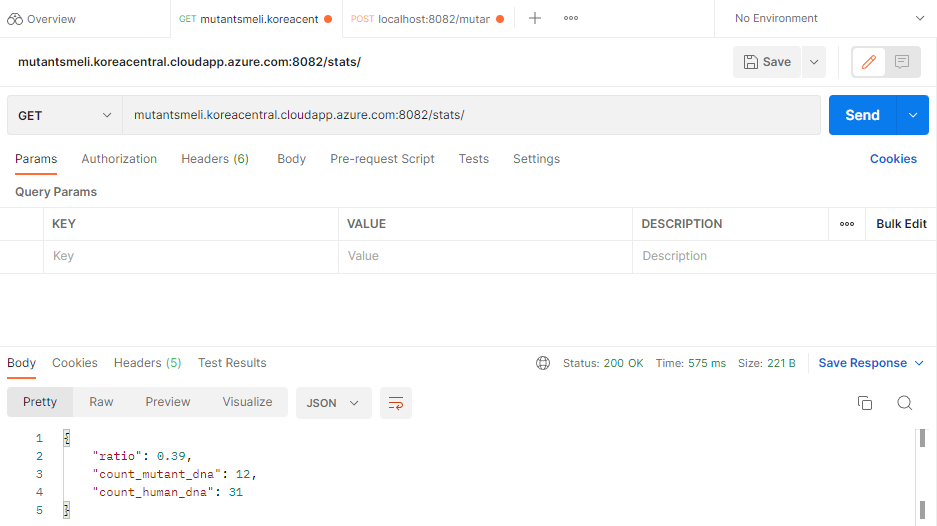 Overview GET mutantsmeli.koreacent POST localhost:8082/mutar No Environment
mutantsmeli.koreacentral.cloudapp.azure.com:8082/stats/ Save
GET mutantsmeli.koreacentral.cloudapp.azure.com:8082/stats/ Send
Params Authorization Headers (6) Body Pre-request Script Tests Settings Cookies
Query Params
KEY VALUE DESCRIPTION Bulk Edit
Key Value Description
Body Cookies Headers (5) Test Results Status: 200 OK Time: 575 ms Size: 221 B Save Response
Pretty Raw Preview Visualize JSON
1 {
2 "ratio": 0.39,
3 "count_mutant_dna": 12,
4 "count_human_dna": 31
5 }